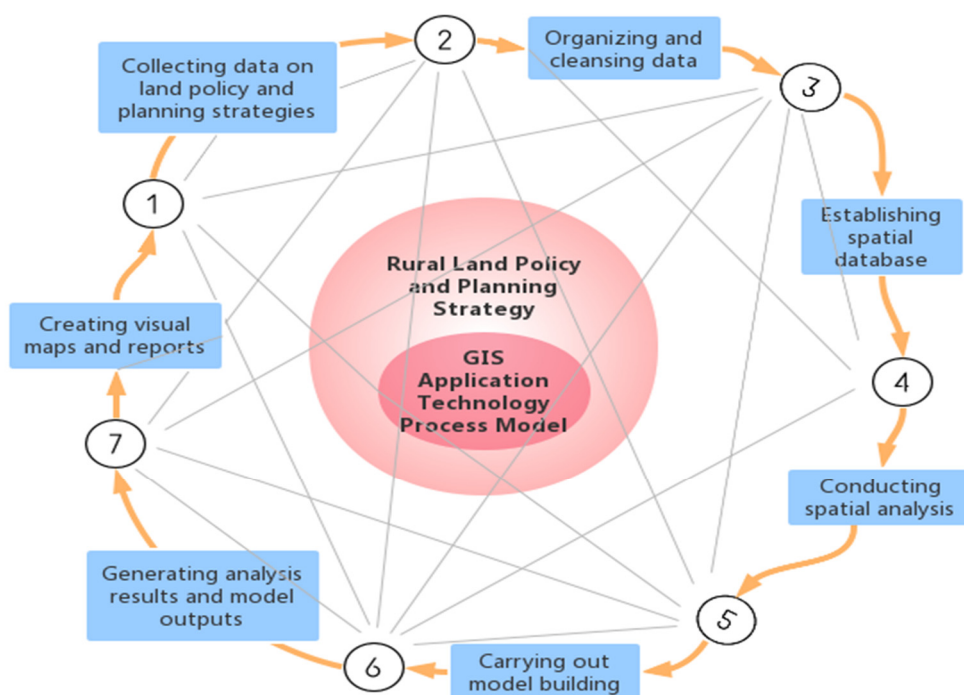 2
Organizing and
cleansing data
Collecting data on
land policy and
planning strategies
3
1
Establishing
spatial
database
Rural Land Policy
and Planning
Strategy
Creating visual
maps and reports
GIS
Application
Technology
Process Model
4
7
Conducting
spatial analysis
Generating analysis
results and model
outputs
5
6
Carrying out
model building